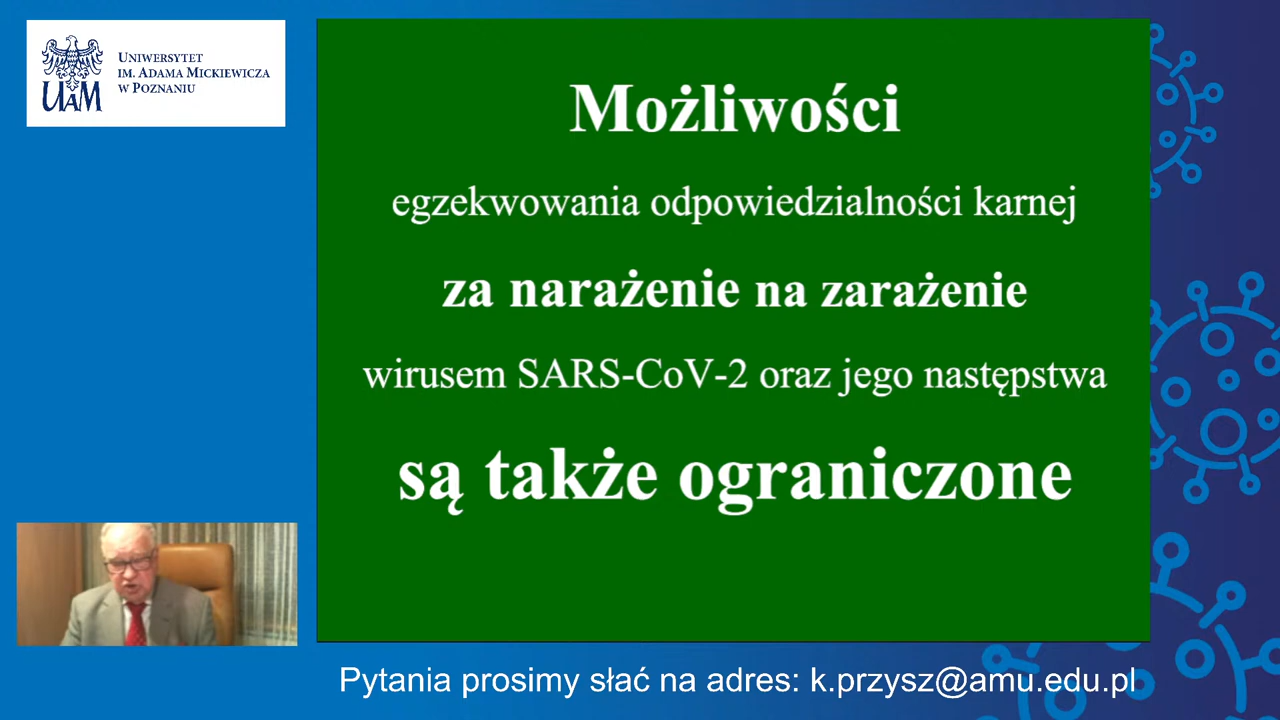 UNIWERSYTET
IM. ADAMA MICKIEWICZA
W POZNANIU
UAM
Możliwości
egzekwowania odpowiedzialności karnej
za narażenie na zarażenie
wirusem SARS-CoV-2 oraz jego następstwa
są także ograniczone
Pytania prosimy słać na adres: k.przysz@amu.edu.pl